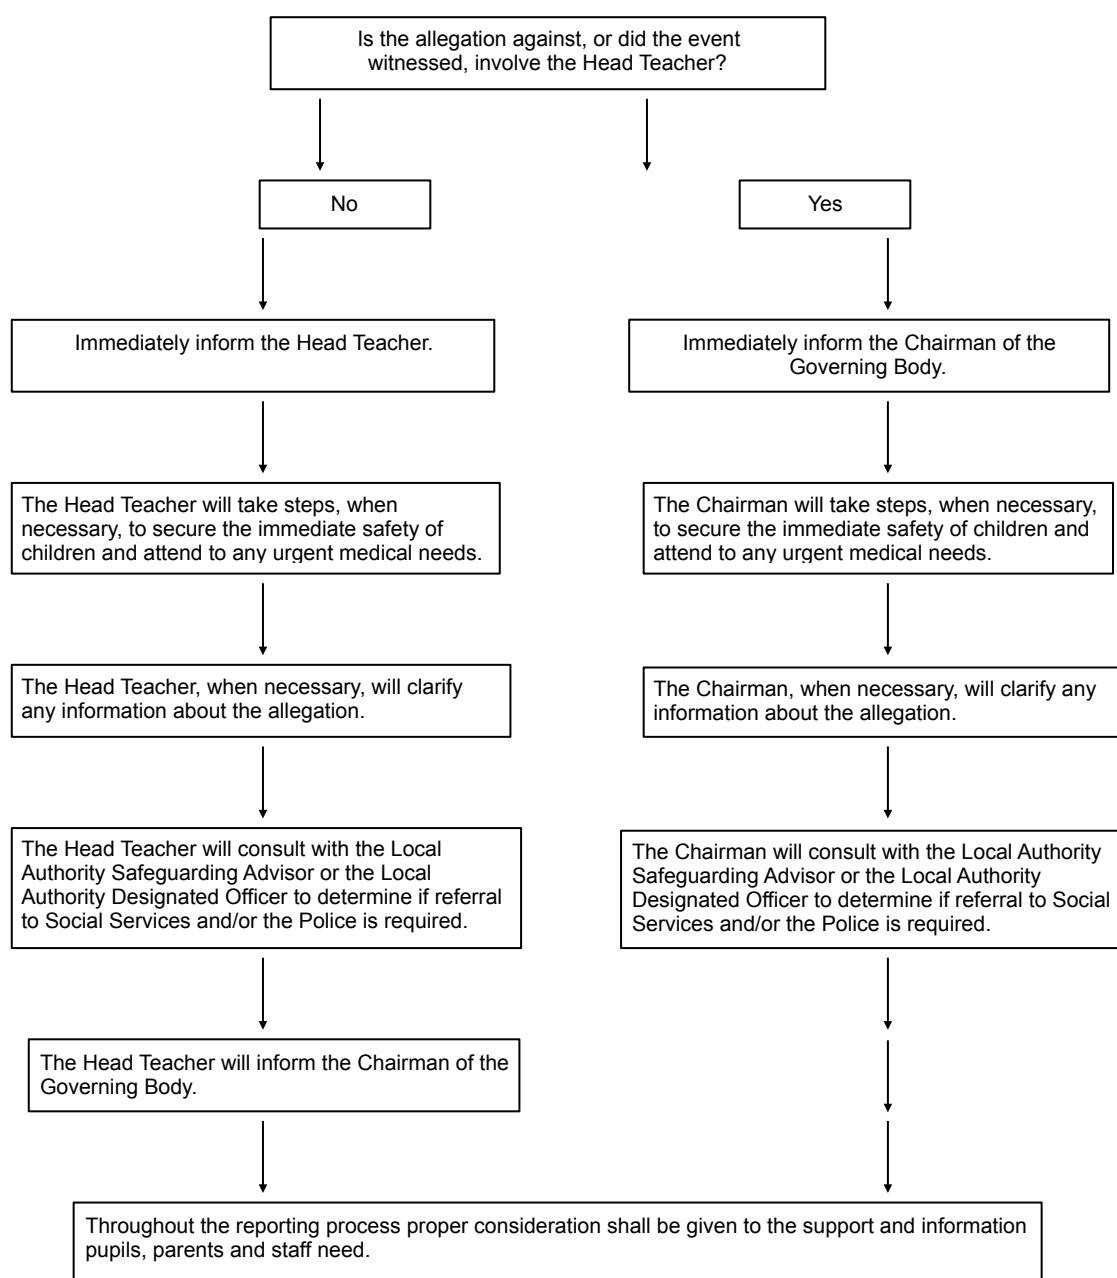 Is the allegation against, or did the event
witnessed, involve the Head Teacher?
No
Yes
Immediately inform the Head Teacher.
Immediately inform the Chairman of the
Governing Body.
The Head Teacher will take steps, when
necessary, to secure the immediate safety of
children and attend to any urgent medical needs.
The Chairman will take steps, when necessary,
to secure the immediate safety of children and
attend to any urgent medical needs.
The Head Teacher, when necessary, will clarify
any information about the allegation.
The Chairman, when necessary, will clarify any
information about the allegation.
The Head Teacher will consult with the Local
Authority Safeguarding Advisor or the Local
Authority Designated Officer to determine if referral
to Social Services and/or the Police is required.
The Chairman will consult with the Local Authority
Safeguarding Advisor or the Local Authority
Designated Officer to determine if referral to Social
Services and/or the Police is required.
The Head Teacher will inform the Chairman of the
Governing Body.
Throughout the reporting process proper consideration shall be given to the support and information
pupils, parents and staff need.